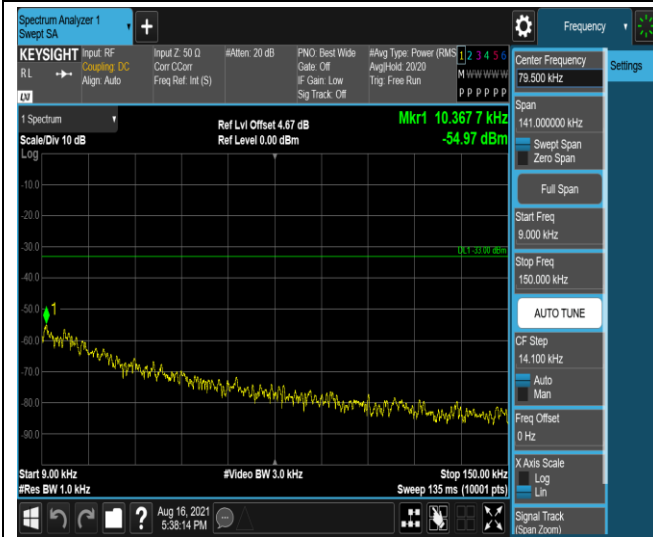 Spectrum Analyzer 1
Swept SA
+
Frequency
KEYSIGHT
RL
LXI
Input: RF
Coupling: DC
Align: Auto
Input Z: 50 Ω
Corr CCorr
Freq Ref: Int (S)
#Atten: 20 dB
PNO: Best Wide
Gate: Off
IF Gain: Low
Sig Track: Off
#Avg Type: Power (RMS
Avg|Hold: 20/20
Trig: Free Run
1 2 3 4 5 6
M W W W W W
P P P P P P
1 Spectrum
Scale/Div 10 dB
Log
Ref Lvl Offset 4.67 dB
Ref Level 0.00 dBm
Mkr1 10.367 7 kHz
-54.97 dBm
-10.0
-20.0
-30.0
DL1 -33.00 dBm
-40.0
-50.0
1
-60.0
-70.0
-80.0
-90.0
Start 9.00 kHz
#Res BW 1.0 kHz
#Video BW 3.0 kHz
Stop 150.00 kHz
Sweep 135 ms (10001 pts)
?
Aug 16, 2021
5:38:14 PM
Center Frequency
79.500 kHz
Settings
Span
141.000000 kHz
Swept Span
Zero Span
Full Span
Start Freq
9.000 kHz
Stop Freq
150.000 kHz
AUTO TUNE
CF Step
14.100 kHz
Auto
Man
Freq Offset
0 Hz
X Axis Scale
Log
Lin
Signal Track
(Span Zoom)